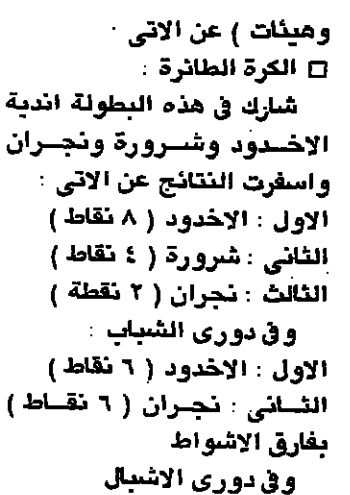 وهيئات ) عن الاتى .
□ الكرة الطائرة :
شارك فى هذه البطولة اندية
الاخدود وشرورة ونجران
واسفرت النتائج عن الاتى :
الاول : الاخدود ( ٨ نقاط )
الثانى : شرورة ( ٤ نقاط )
الثالث : نجران ( ٢ نقطة )
وفى دورى الشباب :
الاول : الاخدود ( ٦ نقاط )
الثانى : نجران ( ٦ نقاط )
بفارق الاشواط
وفى دورى الاشبال